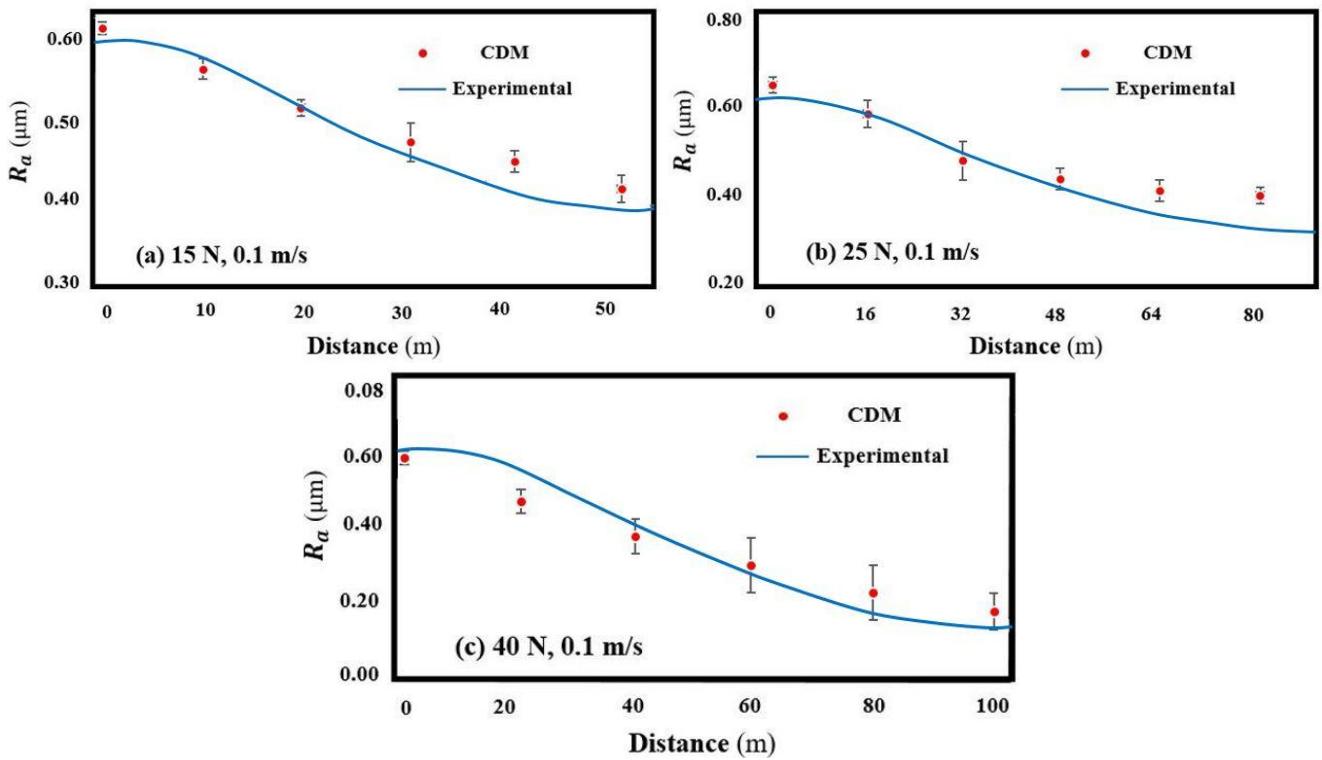 0.60
0.50
0.40
0.30
R_a (μm)
CDM
Experimental
(a) 15 N, 0.1 m/s
0 10 20 30 40 50
Distance (m)
0.80
0.60
0.40
0.20
R_a (μm)
CDM
Experimental
(b) 25 N, 0.1 m/s
0 16 32 48 64 80
Distance (m)
0.08
0.60
0.40
0.20
0.00
R_a (μm)
CDM
Experimental
(c) 40 N, 0.1 m/s
0 20 40 60 80 100
Distance (m)